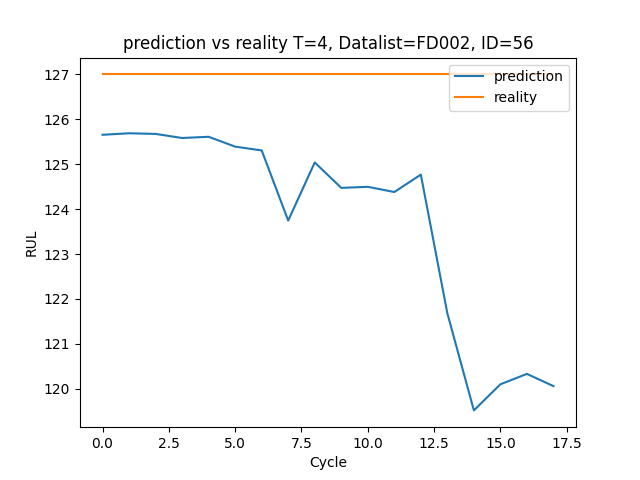 prediction vs reality T=4, Datalist=FD002, ID=56
prediction
reality
127
126
125
124
123
122
121
120
RUL
0.0 2.5 5.0 7.5 10.0 12.5 15.0 17.5
Cycle